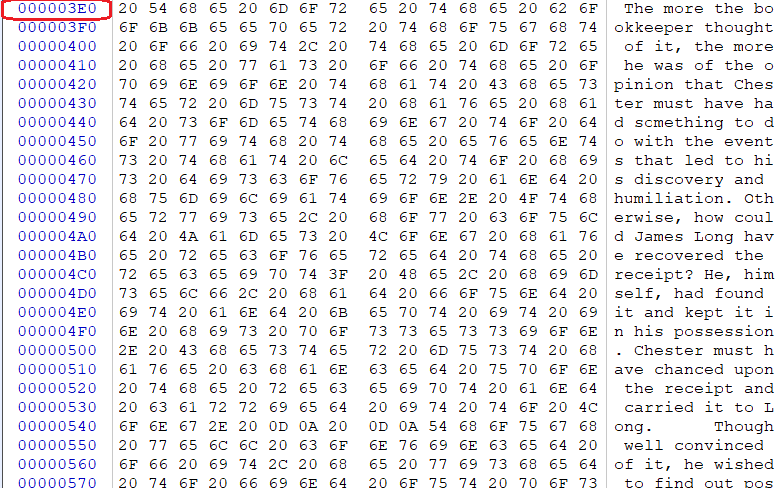 000003E0 20 54 68 65 20 6D 6F 72 65 20 74 68 65 20 62 6F The more the bo
000003F0 6F 6B 6B 65 65 70 65 72 20 74 68 6F 75 67 68 74 okkeeper thought
00000400 20 6F 66 20 69 74 2C 20 74 68 65 20 6D 6F 72 65 of it, the more
00000410 20 68 65 20 77 61 73 20 6F 66 20 74 68 65 20 6F he was of the o
00000420 70 69 6E 69 6F 6E 20 74 68 61 74 20 43 68 65 73 pinion that Ches
00000430 74 65 72 20 6D 75 73 74 20 68 61 76 65 20 68 61 ter must have ha
00000440 64 20 73 6F 6D 65 74 68 69 6E 67 20 74 6F 20 64 d scmething to d
00000450 6F 20 77 69 74 68 20 74 68 65 20 65 76 65 6E 74 o with the event
00000460 73 20 74 68 61 74 20 6C 65 64 20 74 6F 20 68 69 s that led to hi
00000470 73 20 64 69 73 63 6F 76 65 72 79 20 61 6E 64 20 s discovery and
00000480 68 75 6D 69 6C 69 61 74 69 6F 6E 2E 20 4F 74 68 humiliation. Oth
00000490 65 72 77 69 73 65 2C 20 68 6F 77 20 63 6F 75 6C erwise, how coul
000004A0 64 20 4A 61 6D 65 73 20 4C 6F 6E 67 20 68 61 76 d James Long hav
000004B0 65 20 72 65 63 6F 76 65 72 65 64 20 74 68 65 20 e recovered the
000004C0 72 65 63 65 69 70 74 3F 20 48 65 2C 20 68 69 6D receipt? He, him
000004D0 73 65 6C 66 2C 20 68 61 64 20 66 6F 75 6E 64 20 self, had found
000004E0 69 74 20 61 6E 64 20 6B 65 70 74 20 69 74 20 69 it and kept it i
000004F0 6E 20 68 69 73 20 70 6F 73 73 65 73 73 69 6F 6E n his possession
00000500 2E 20 43 68 65 73 74 65 72 20 6D 75 73 74 20 68 . Chester must h
00000510 61 76 65 20 63 68 61 6E 63 65 64 20 75 70 6F 6E ave chanced upon
00000520 20 74 68 65 20 72 65 63 65 69 70 74 20 61 6E 64 the receipt and
00000530 20 63 61 72 72 69 65 64 20 69 74 20 74 6F 20 4C carried it to L
00000540 6F 6E 67 2E 20 0D 0A 20 0D 0A 54 68 6F 75 67 68 ong. Though
00000550 20 77 65 6C 6C 20 63 6F 6E 76 69 6E 63 65 64 20 well convinced
00000560 6F 66 20 69 74 2C 20 68 65 20 77 69 73 68 65 64 of it, he wished
00000570 20 74 6F 20 66 69 6E 64 20 6F 75 74 20 70 6F 73 to find out pos